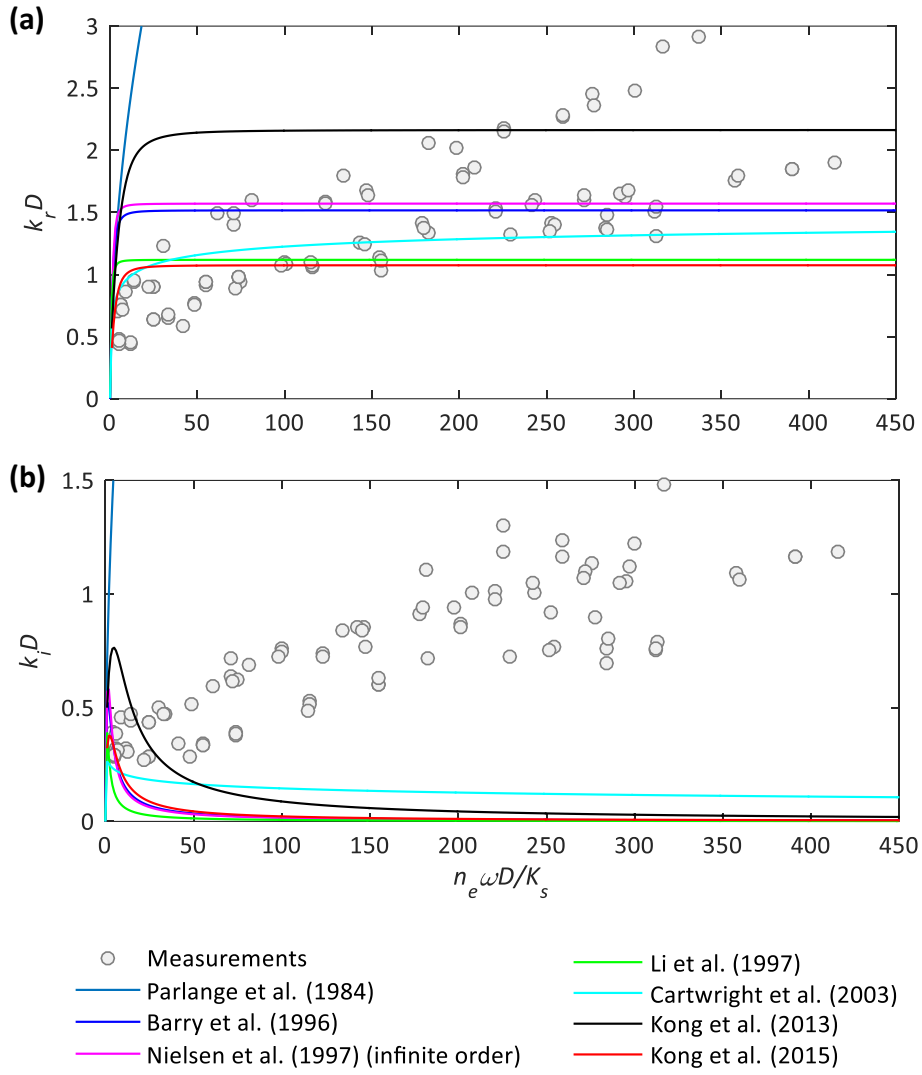 (a)
3
2.5
2
1.5
1
0.5
0
k_r D
0 50 100 150 200 250 300 350 400 450
(b)
1.5
1
0.5
0
k_i D
0 50 100 150 200 250 300 350 400 450
n_e ωD/K_s
Measurements
Parlange et al. (1984)
Barry et al. (1996)
Nielsen et al. (1997) (infinite order)
Li et al. (1997)
Cartwright et al. (2003)
Kong et al. (2013)
Kong et al. (2015)